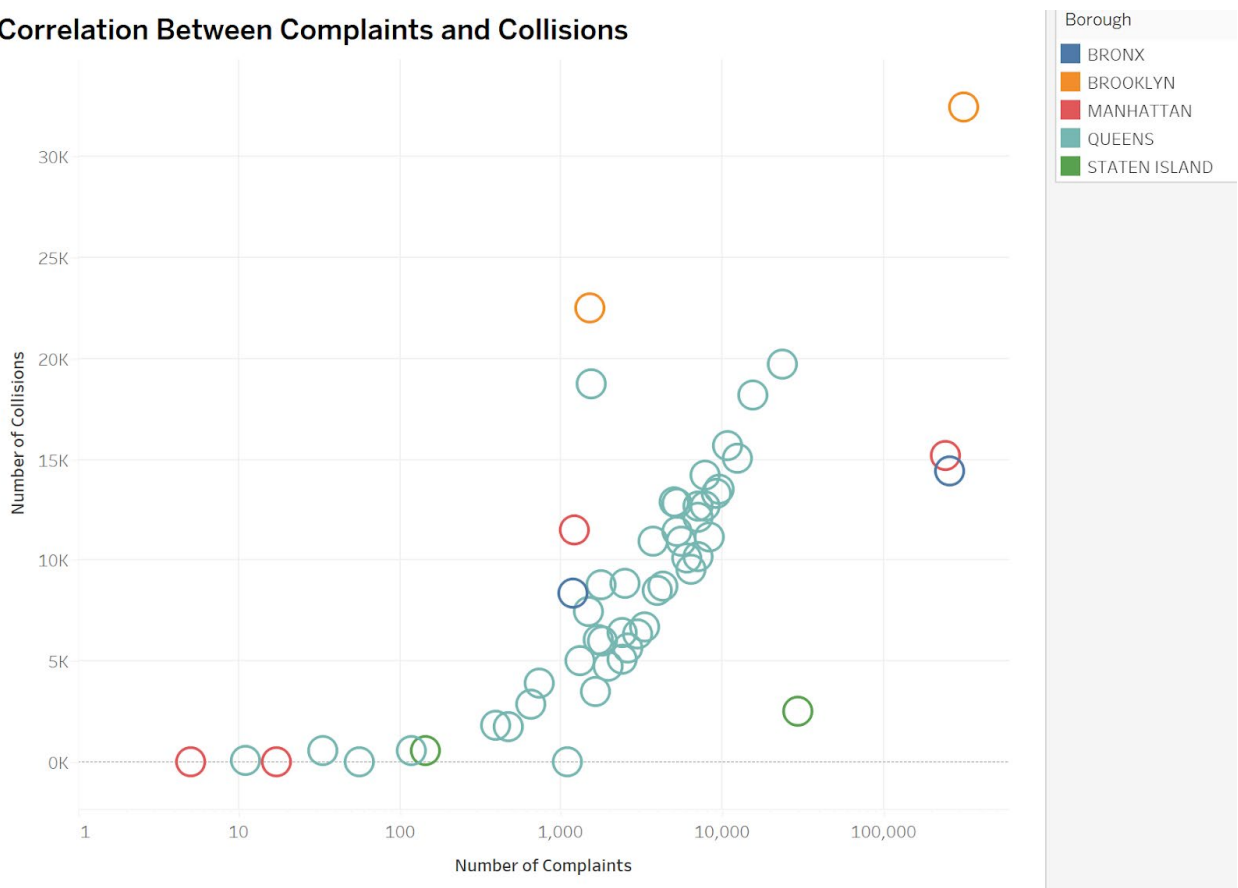 Correlation Between Complaints and Collisions
Borough
BRONX
BROOKLYN
MANHATTAN
QUEENS
STATEN ISLAND
30K
25K
20K
15K
10K
5K
0K
Number of Collisions
1
10
100
1,000
10,000
100,000
Number of Complaints